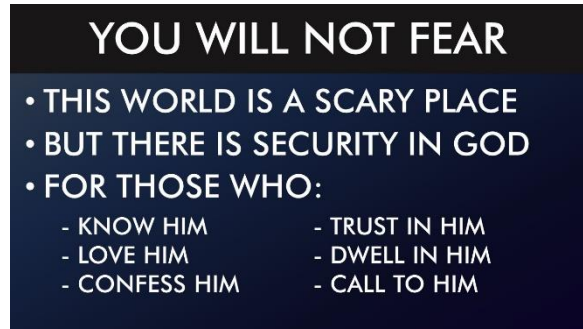 YOU WILL NOT FEAR
• THIS WORLD IS A SCARY PLACE
• BUT THERE IS SECURITY IN GOD
• FOR THOSE WHO:
- KNOW HIM
- LOVE HIM
- CONFESS HIM
- TRUST IN HIM
- DWELL IN HIM
- CALL TO HIM